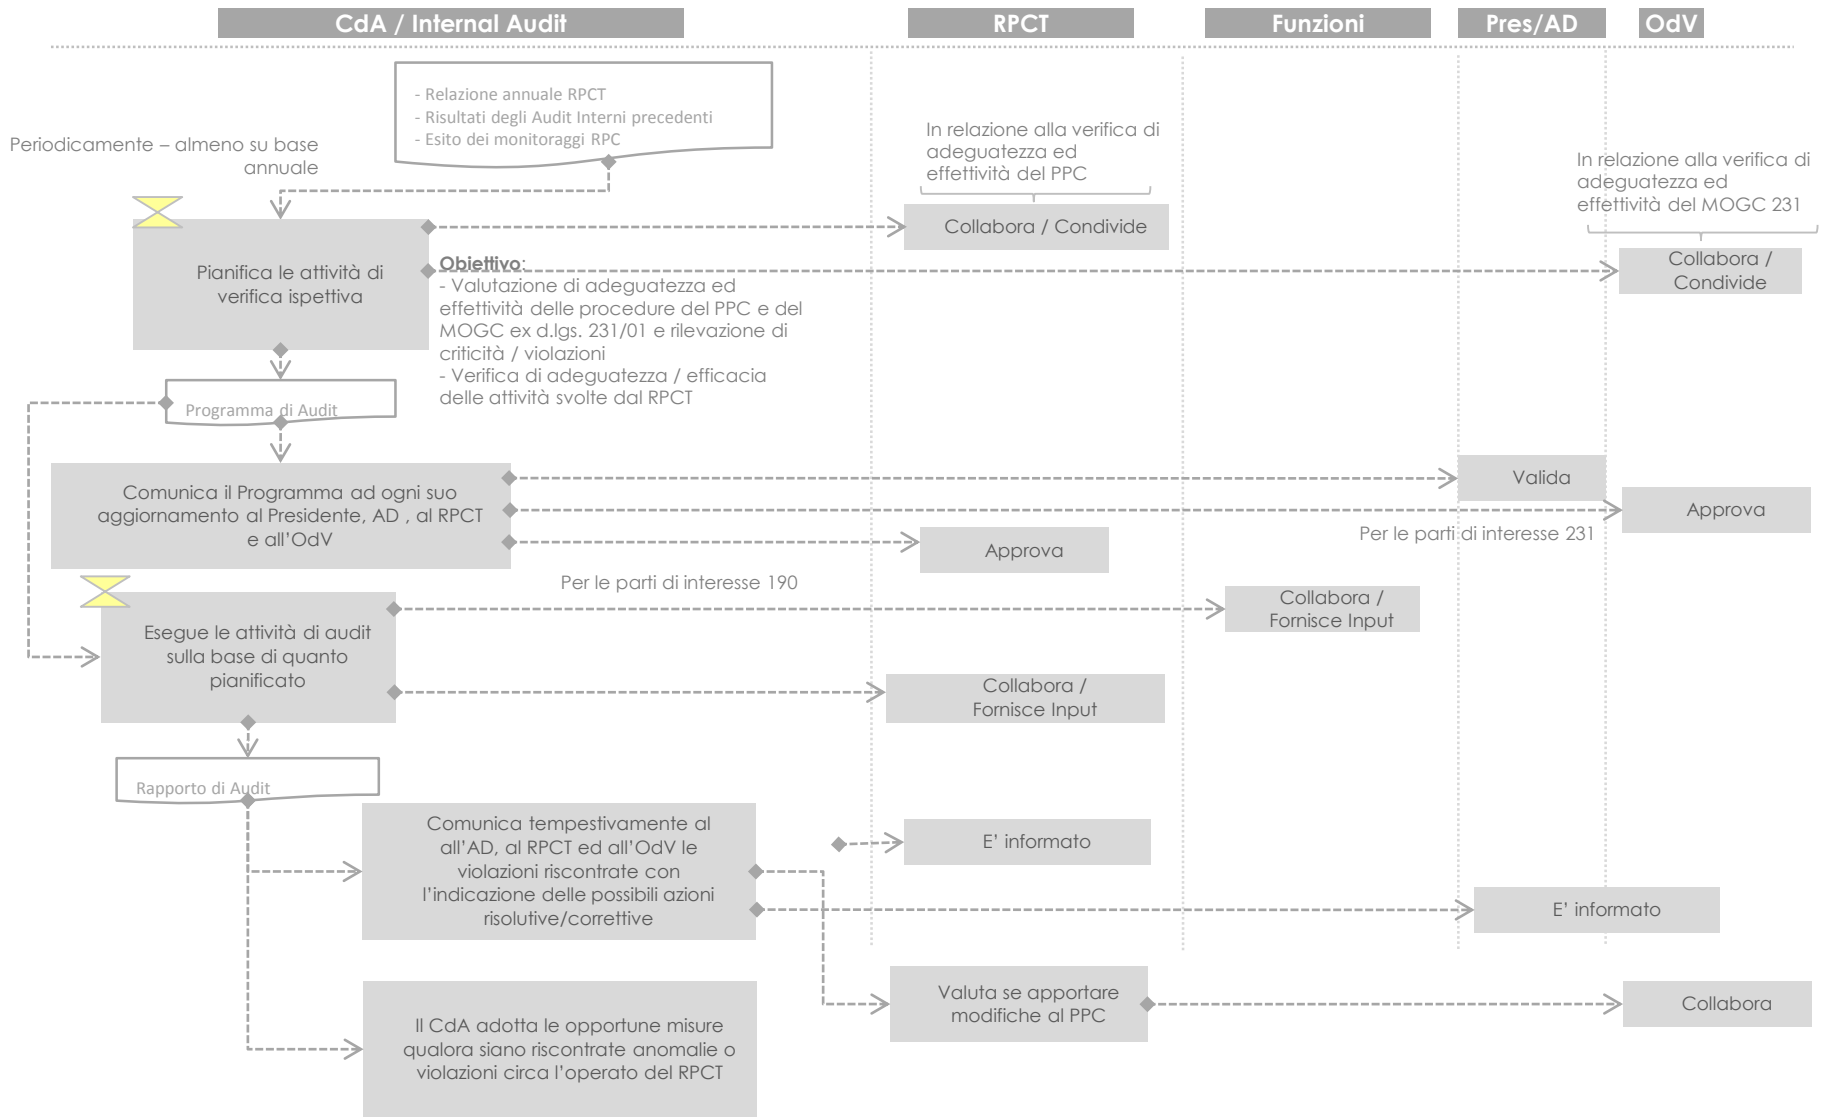 CdA / Internal Audit
RPCT
Funzioni
Pres/AD
OdV
- Relazione annuale RPCT
- Risultati degli Audit Interni precedenti
- Esito dei monitoraggi RPC
Periodicamente – almeno su base
annuale
In relazione alla verifica di
adeguatezza ed
effettività del PPC
In relazione alla verifica di
adeguatezza ed
effettività del MOGC 231
Pianifica le attività di
verifica ispettiva
Collabora / Condivide
Collabora /
Condivide
Obiettivo:
- Valutazione di adeguatezza ed
effettività delle procedure del PPC e del
MOGC ex d.lgs. 231/01 e rilevazione di
criticità / violazioni
- Verifica di adeguatezza / efficacia
delle attività svolte dal RPCT
Programma di Audit
Comunica il Programma ad ogni suo
aggiornamento al Presidente, AD , al RPCT
e all'OdV
Valida
Approva
Per le parti di interesse 231
Approva
Per le parti di interesse 190
Esegue le attività di audit
sulla base di quanto
pianificato
Collabora /
Fornisce Input
Collabora /
Fornisce Input
Rapporto di Audit
Comunica tempestivamente al
all'AD, al RPCT ed all'OdV le
violazioni riscontrate con
l'indicazione delle possibili azioni
risolutive/correttive
E' informato
E' informato
Valuta se apportare
modifiche al PPC
Collabora
Il CdA adotta le opportune misure
qualora siano riscontrate anomalie o
violazioni circa l'operato del RPCT